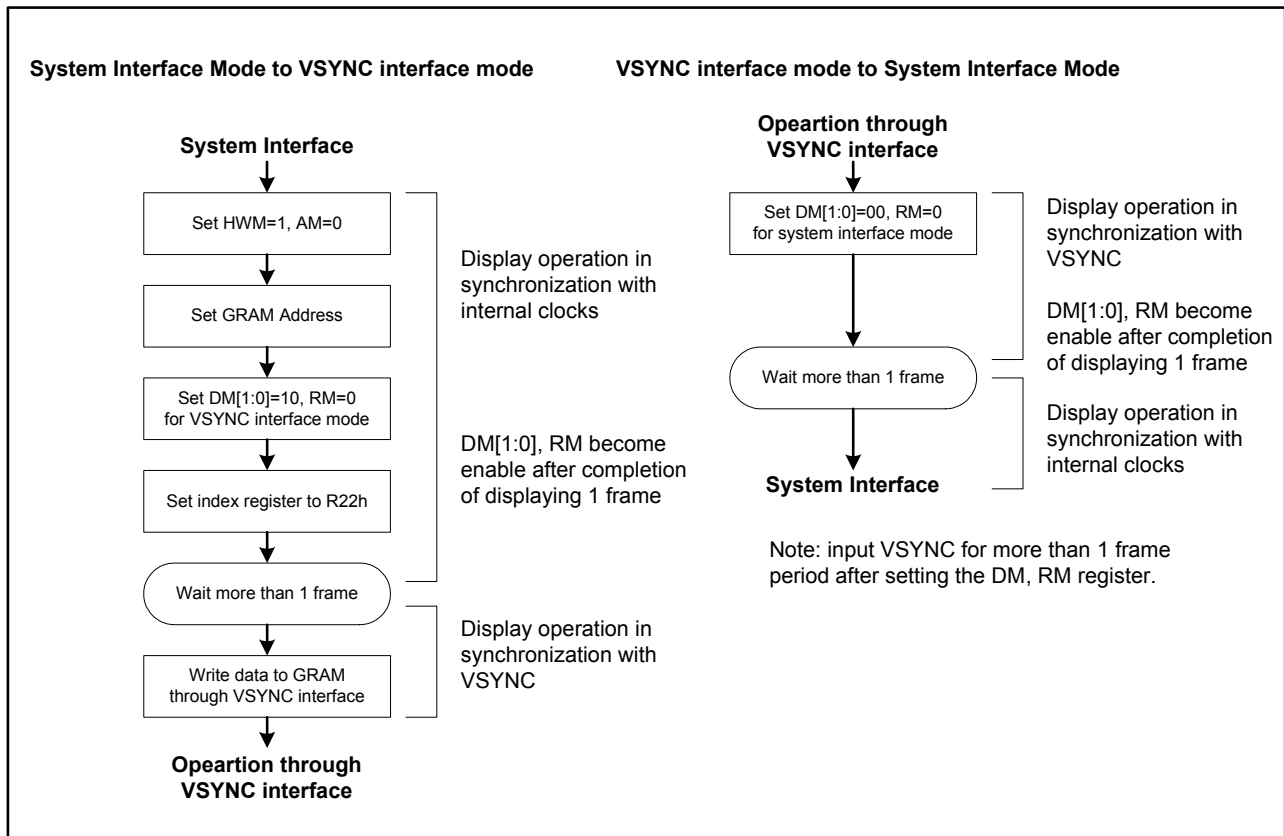 System Interface Mode to VSYNC interface mode
System Interface
Set HWM=1, AM=0
Set GRAM Address
Set DM[1:0]=10, RM=0
for VSYNC interface mode
Set index register to R22h
Wait more than 1 frame
Write data to GRAM
through VSYNC interface
Opeartion through
VSYNC interface
Display operation in
synchronization with
internal clocks
DM[1:0], RM become
enable after completion
of displaying 1 frame
Display operation in
synchronization with
VSYNC
VSYNC interface mode to System Interface Mode
Opeartion through
VSYNC interface
Set DM[1:0]=00, RM=0
for system interface mode
Wait more than 1 frame
System Interface
Display operation in
synchronization with
VSYNC
DM[1:0], RM become
enable after completion
of displaying 1 frame
Display operation in
synchronization with
internal clocks
Note: input VSYNC for more than 1 frame
period after setting the DM, RM register.